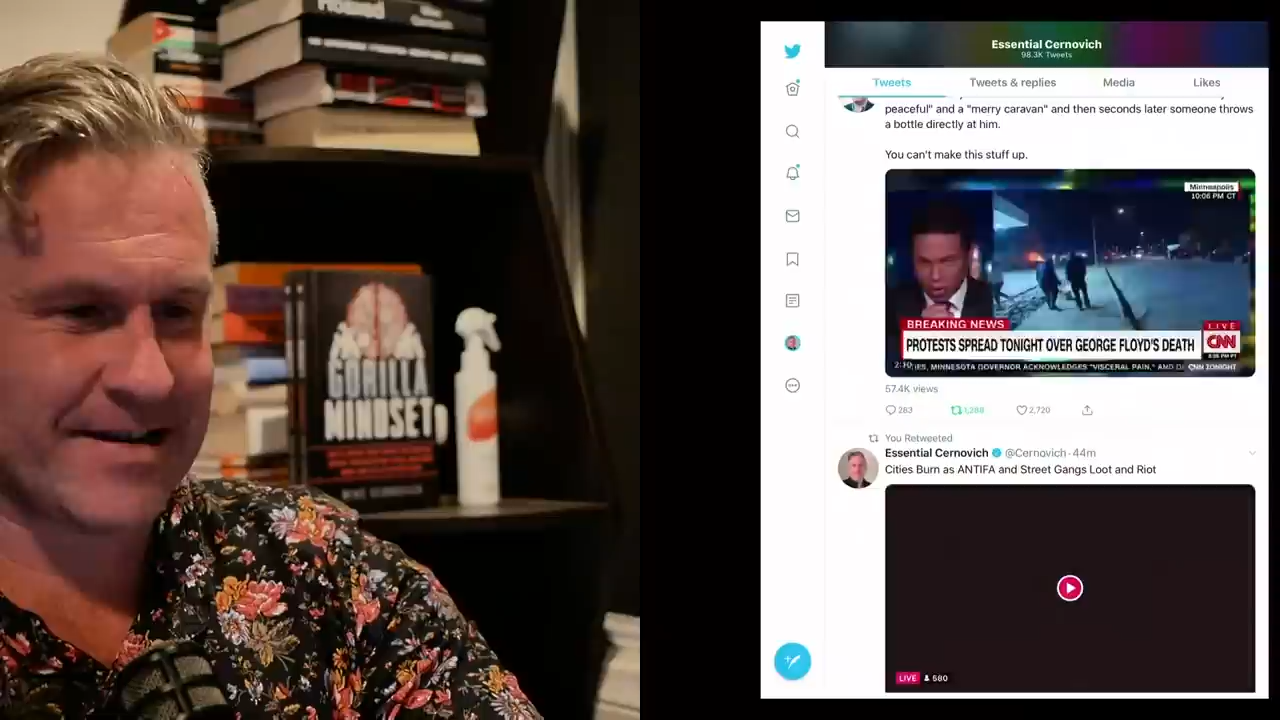 GORILLA
MINDSET
Essential Cernovich
98.3K Tweets
Tweets
Tweets & replies
Media
Likes
peaceful" and a "merry caravan" and then seconds later someone throws
a bottle directly at him.
You can't make this stuff up.
Minneapolis
10:06 PM CT
BREAKING NEWS
PROTESTS SPREAD TONIGHT OVER GEORGE FLOYD'S DEATH
LIVE
CNN
IES, MINNESOTA GOVERNOR ACKNOWLEDGES "VISCERAL PAIN," AND
CNN TONIGHT
57.4K views
283
1,288
2,720
You Retweeted
Essential Cernovich @Cernovich · 44m
Cities Burn as ANTIFA and Street Gangs Loot and Riot
LIVE
580